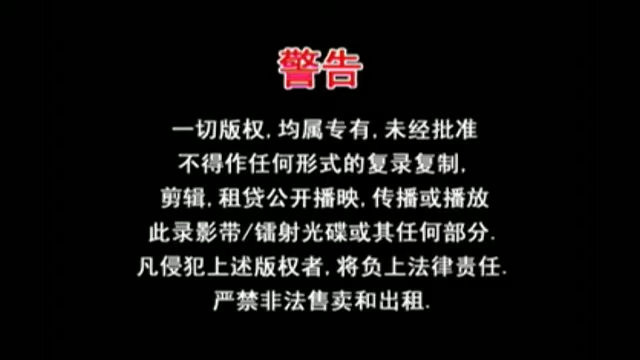 警告
一切版权,均属专有,未经批准
不得作任何形式的复录复制,
剪辑,租贷公开播映,传播或播放
此录影带/镭射光碟或其任何部分.
凡侵犯上述版权者,将负上法律责任.
严禁非法售卖和出租.